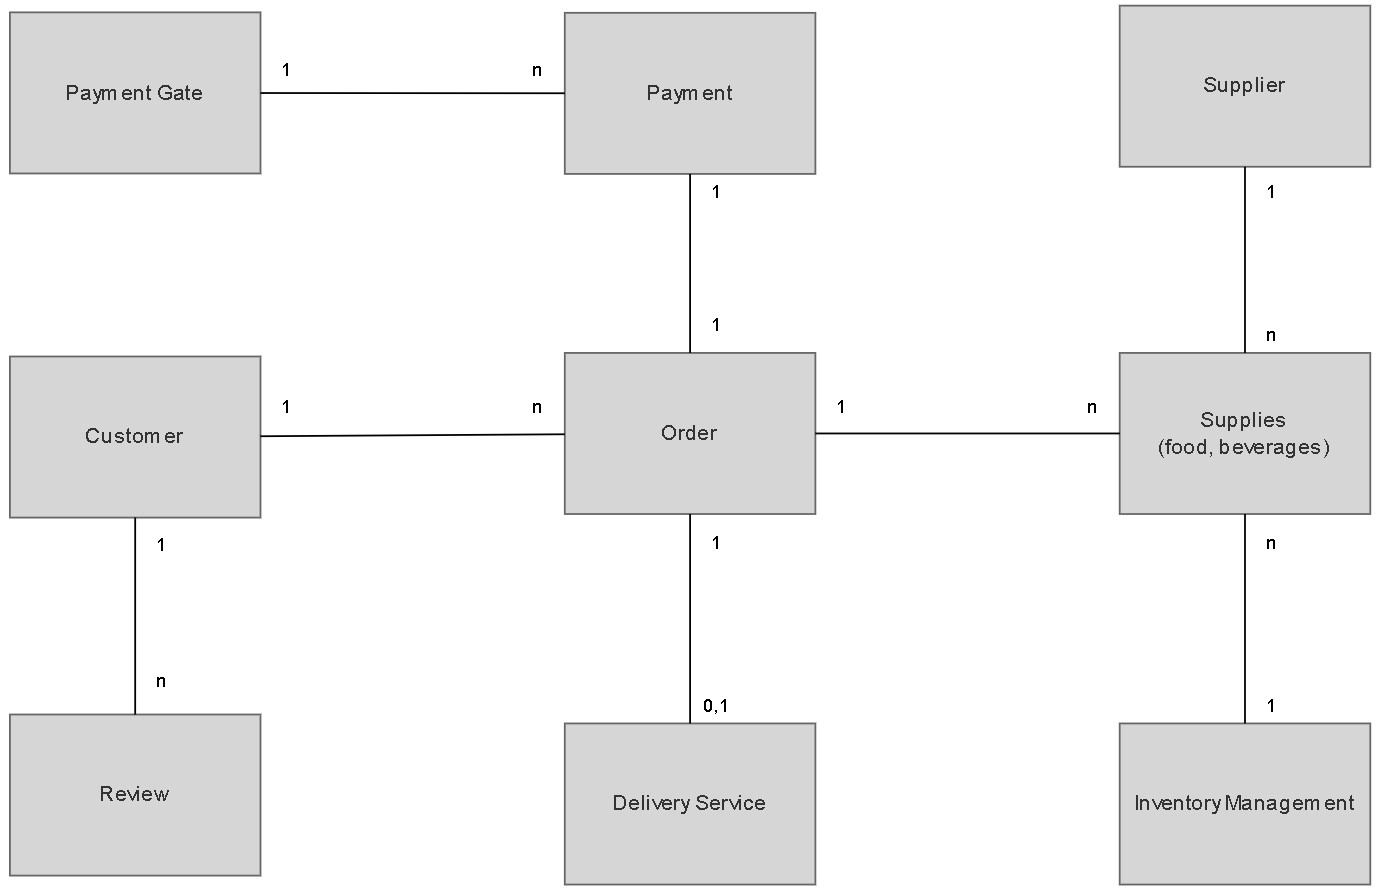 Payment Gate
1
n
Payment
Supplier
1
1
1
n
Customer
1
n
Order
1
n
Supplies
(food, beverages)
1
n
1
0,1
n
1
Review
Delivery Service
Inventory Management